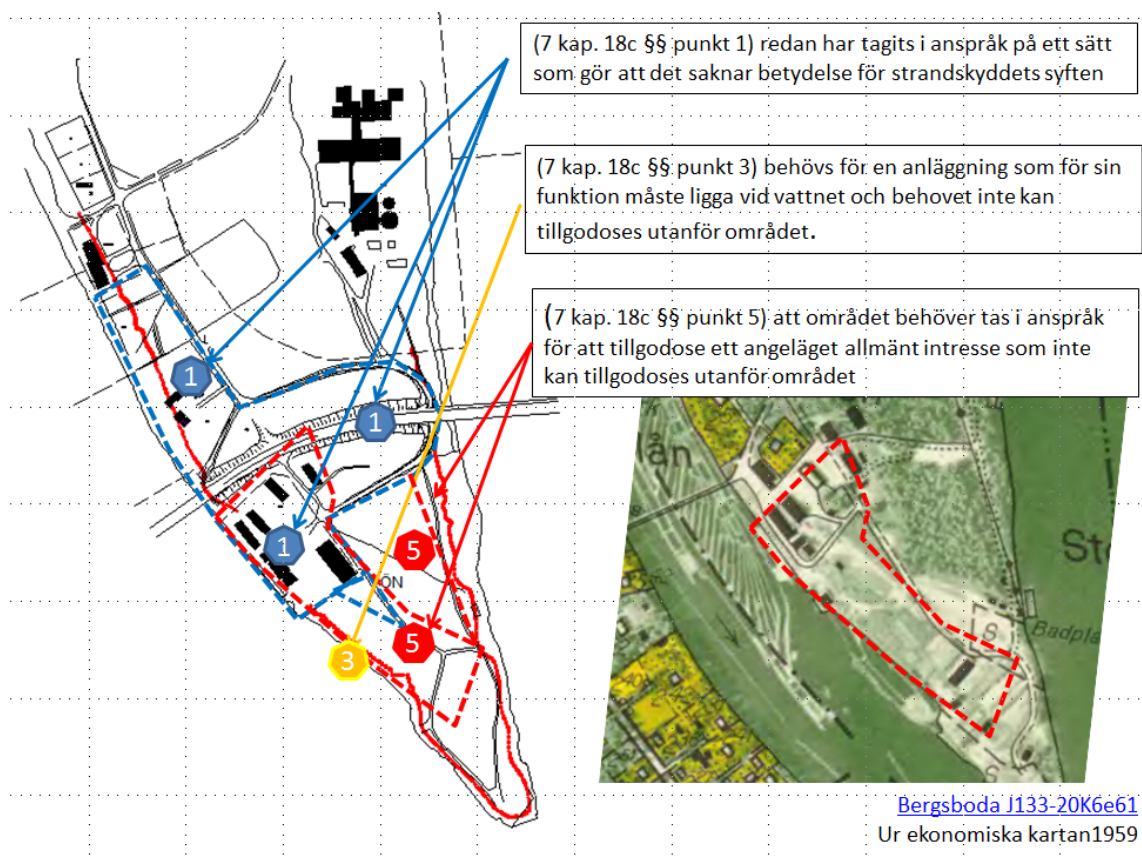 (7 kap. 18c §§ punkt 1) redan har tagits i anspråk på ett sätt
som gör att det saknar betydelse för strandskyddets syften
(7 kap. 18c §§ punkt 3) behövs för en anläggning som för sin
funktion måste ligga vid vattnet och behovet inte kan
tillgodoses utanför området.
(7 kap. 18c §§ punkt 5) att området behöver tas i anspråk
för att tillgodose ett angeläget allmänt intresse som inte
kan tillgodoses utanför området
1
1
1
5
ÖN
5
3
S
Badpla
S
Bergsboda J133-20K6e61
Ur ekonomiska kartan1959